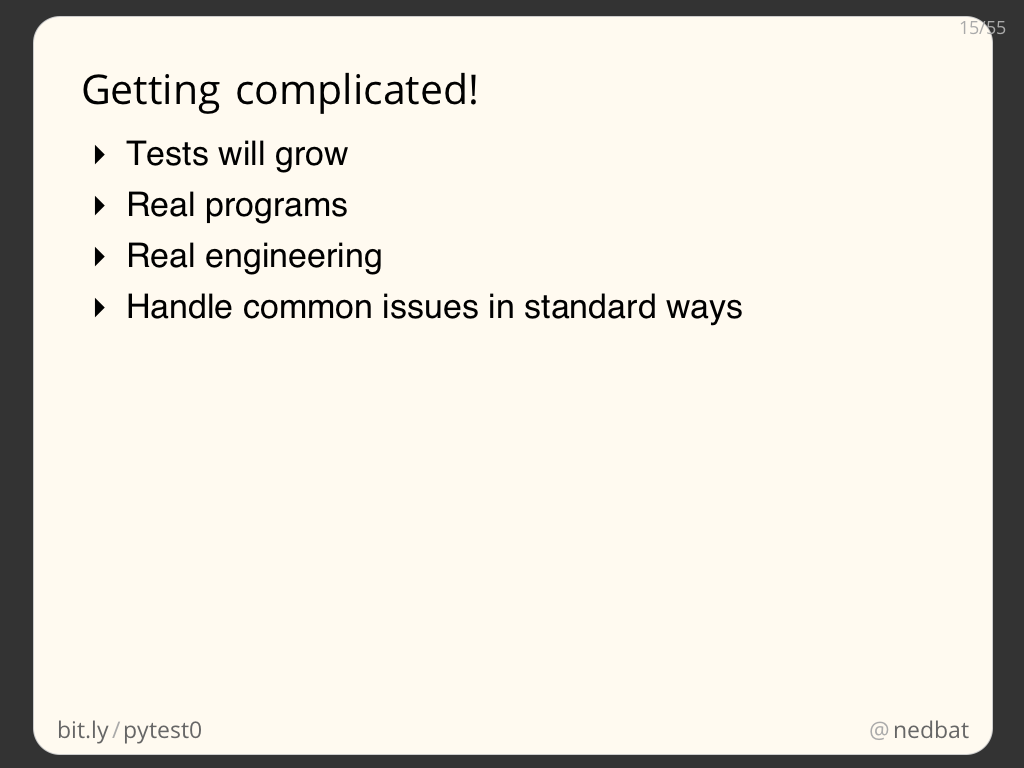 15/55
Getting complicated!
Tests will grow
Real programs
Real engineering
Handle common issues in standard ways
bit.ly/pytest0
@nedbat